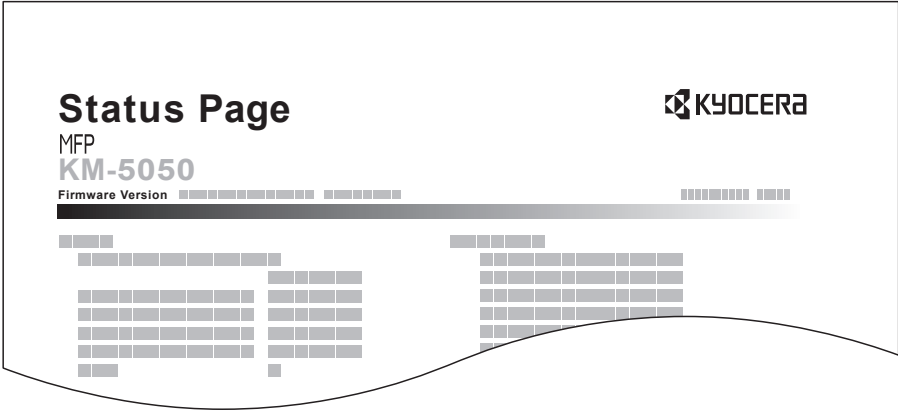 Status Page
KYOCERA
MFP
KM-5050
Firmware Version